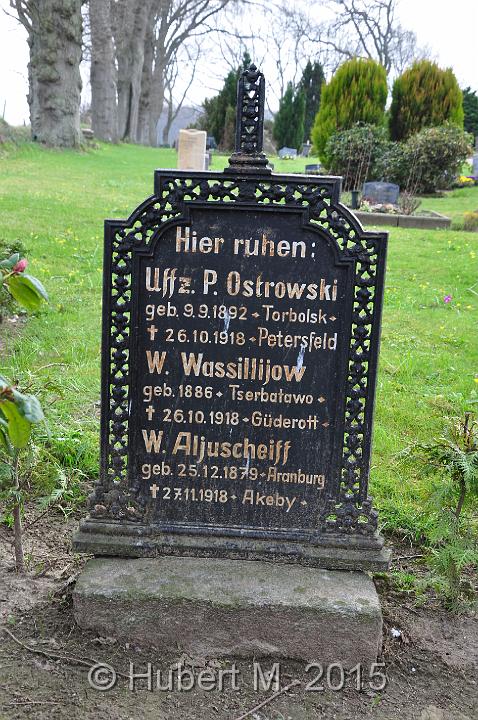 Hier ruhen:
Uffz. P. Ostrowski
geb. 9.9.1892 - Torbolsk -
† 26.10.1918 - Petersfeld
W. Wassillijow
geb. 1886 - Tserbatawo -
† 26.10.1918 - Güderott -
W. Aljuscheiff
geb. 25.12.1879 - Aranburg
† 27.11.1918 - Akeby -
© Hubert M. 2015